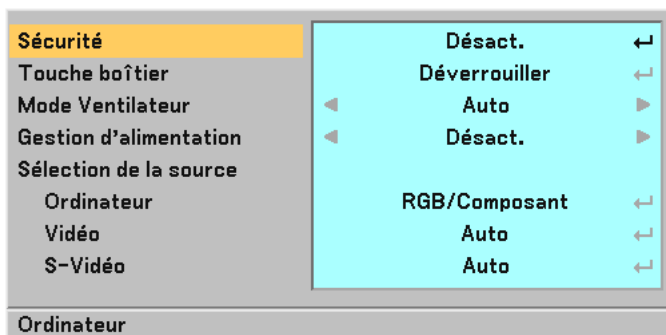 Sécurité Désact.
Touche boîtier Déverrouiller
Mode Ventilateur Auto
Gestion d'alimentation Désact.
Sélection de la source
Ordinateur RGB/Composant
Vidéo Auto
S-Vidéo Auto
Ordinateur